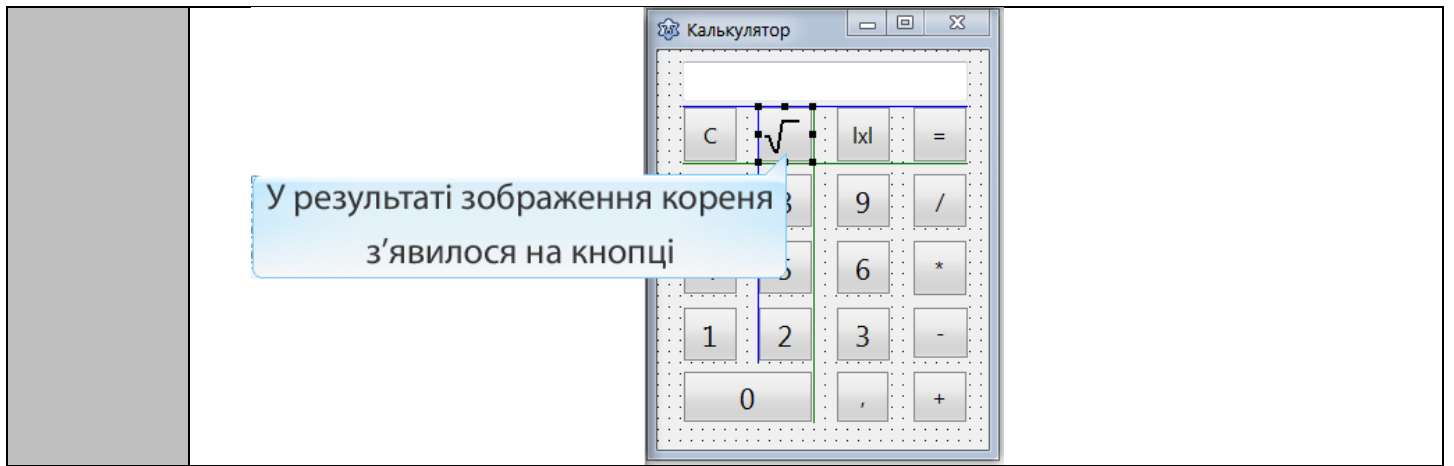 Калькулятор
C √ |x| =
У результаті зображення кореня
з’явилося на кнопці
9 /
6 *
1 2 3 -
0 , +